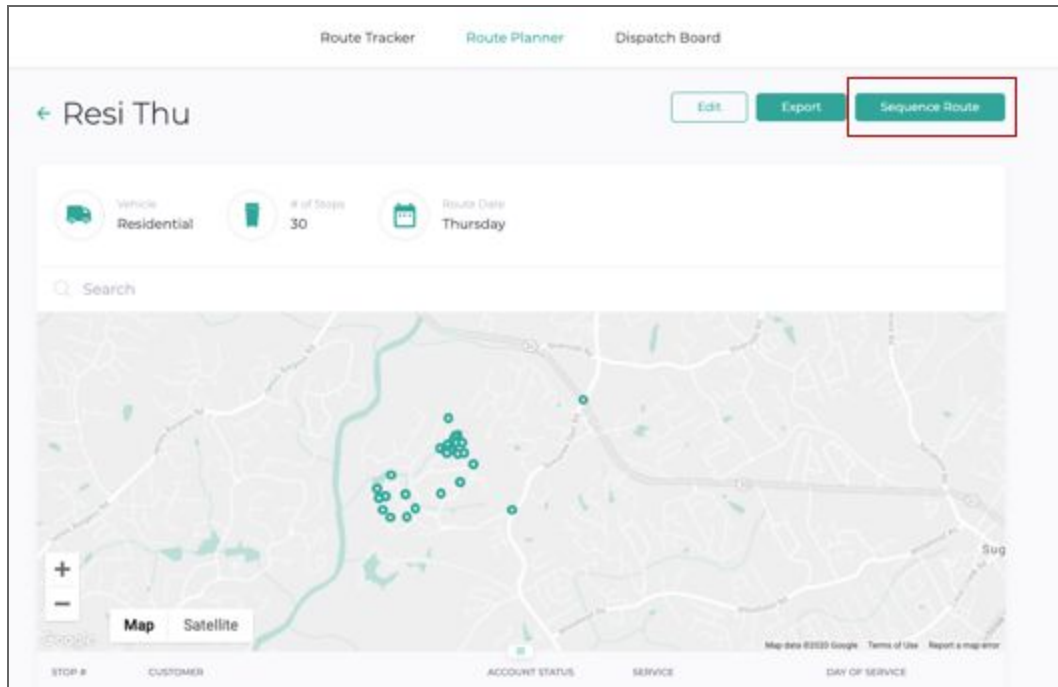 Route Tracker Route Planner Dispatch Board
← Resi Thu
Edit Export Sequence Route
Vehicle # of Stops Route Date
Residential 30 Thursday
Search
Sug
+
−
Map Satellite
Google
Map data ©2020 Google Terms of Use Report a map error
STOP # CUSTOMER ACCOUNT STATUS SERVICE DAY OF SERVICE